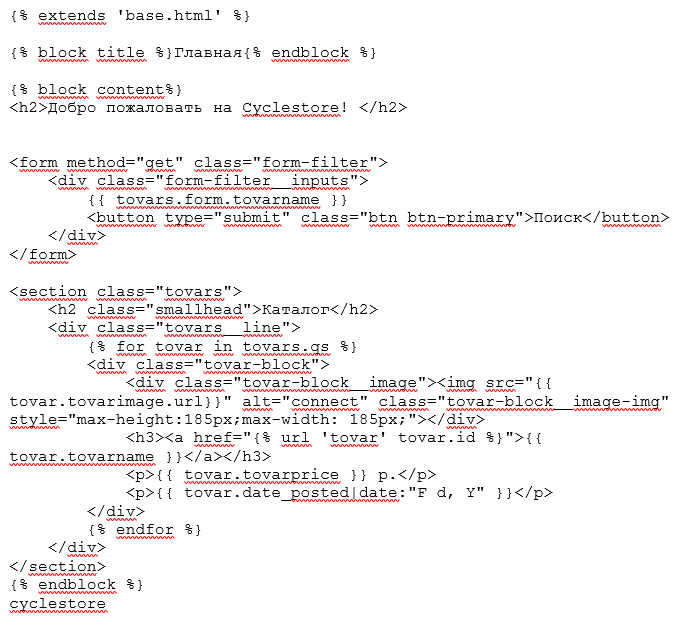 {% extends 'base.html' %}
{% block title %}Главная{% endblock %}
{% block content%}
<h2>Добро пожаловать на Cyclestore! </h2>
<form method="get" class="form-filter">
<div class="form-filter__inputs">
{{ tovars.form.tovarname }}
<button type="submit" class="btn btn-primary">Поиск</button>
</div>
</form>
<section class="tovars">
<h2 class="smallhead">Каталог</h2>
<div class="tovars__line">
{% for tovar in tovars.qs %}
<div class="tovar-block">
<div class="tovar-block__image"><img src="{{
tovar.tovarimage.url}}" alt="connect" class="tovar-block__image-img"
style="max-height:185px;max-width: 185px;"></div>
<h3><a href="{% url 'tovar' tovar.id %}">{{
tovar.tovarname }}</a></h3>
<p>{{ tovar.tovarprice }} р.</p>
<p>{{ tovar.date_posted|date:"F d, Y" }}</p>
</div>
{% endfor %}
</div>
</section>
{% endblock %}
cyclestore